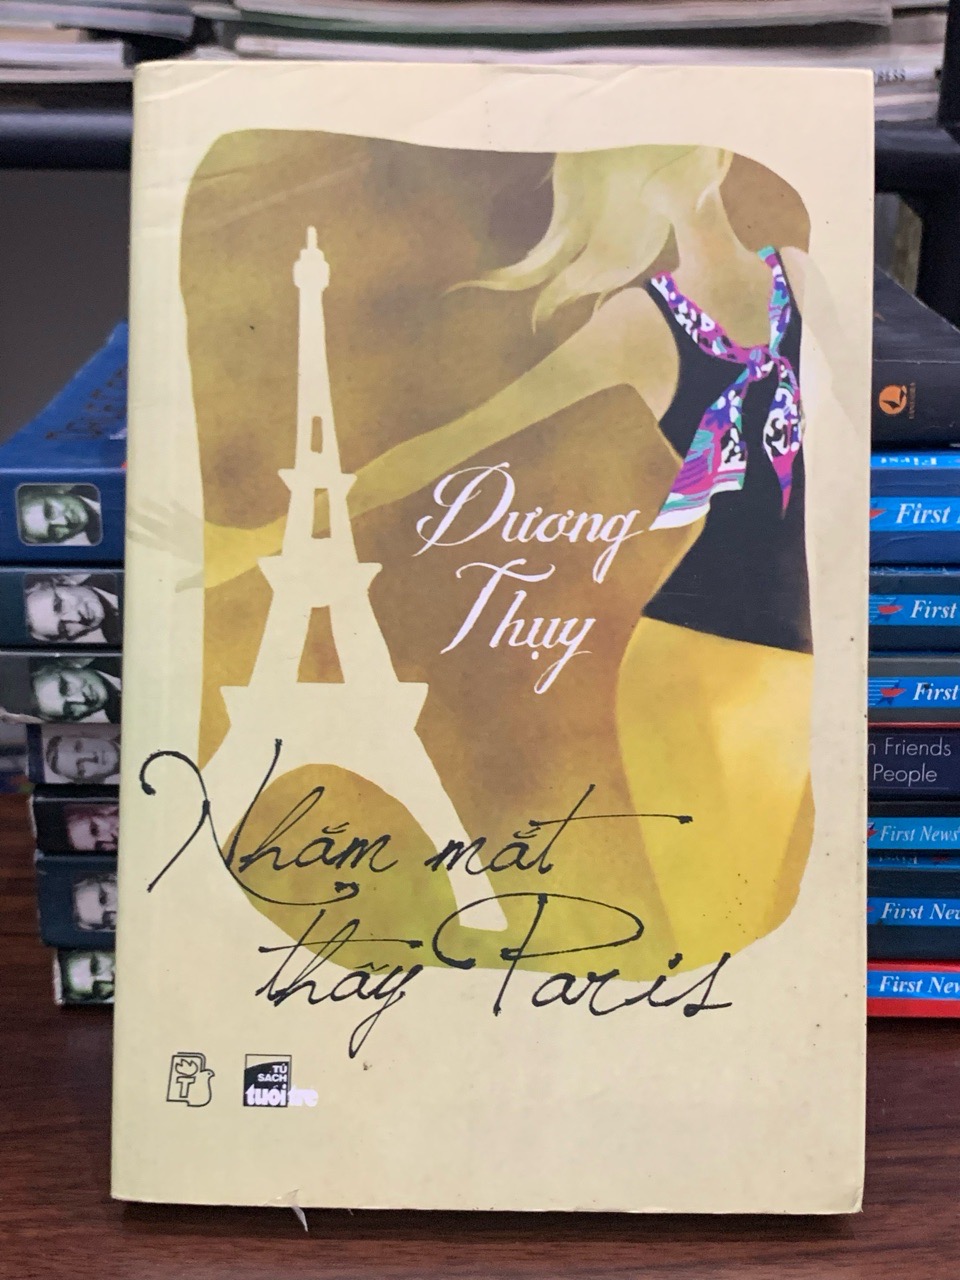 RESS
Dương
Thụy
Nhắm mắt
thấy Paris
T
TỦ
SÁCH
tuổi trẻ
First
First
First
n Friends
People
First News
First New
First New